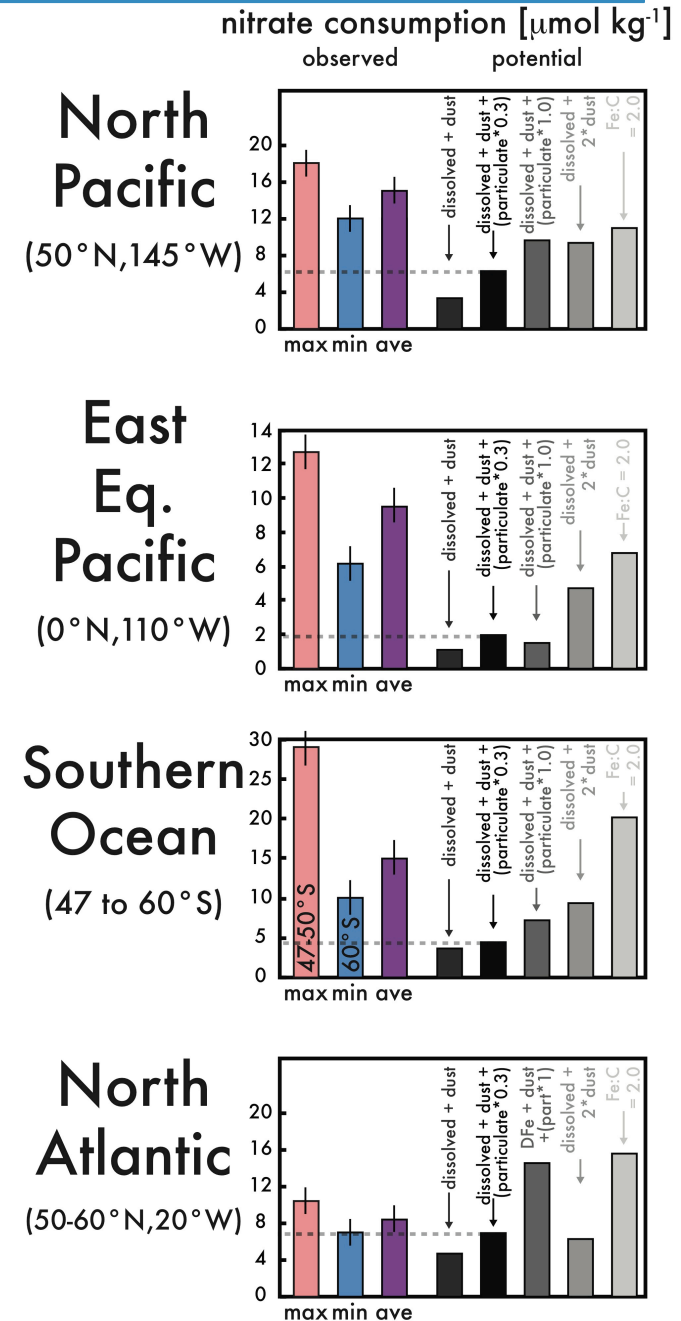 nitrate consumption [µmol kg-1]
observed
potential
North
Pacific
(50°N,145°W)
20
16
12
8
4
0
dissolved + dust
dissolved + dust +
(particulate*0.3)
dissolved + dust +
(particulate*1.0)
dissolved +
2*dust
Fe:C
= 2.0
max min ave
East
Eq.
Pacific
(0°N,110°W)
14
12
10
8
6
4
2
0
dissolved + dust
dissolved + dust +
(particulate*0.3)
dissolved + dust +
(particulate*1.0)
dissolved +
2*dust
Fe:C = 2.0
max min ave
Southern
Ocean
(47 to 60°S)
30
25
20
15
10
5
0
47-50°S
60°S
dissolved + dust
dissolved + dust +
(particulate*0.3)
dissolved + dust +
(particulate*1.0)
dissolved +
2*dust
Fe:C
= 2.0
max min ave
North
Atlantic
(50-60°N,20°W)
20
16
12
8
4
0
dissolved + dust
dissolved + dust +
(particulate*0.3)
DFe + dust
+(part*1)
dissolved +
2*dust
Fe:C
= 2.0
max min ave